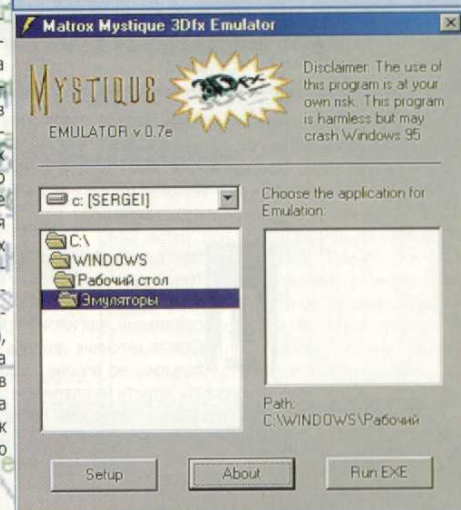 Matrox Mystique 3Dfx Emulator
MYSTIQUE
3Dfx
EMULATOR v 0.7e
Disclaimer: The use of
this program is at your
own risk. This program
is harmless but may
crash Windows 95
c: [SERGEI]
Choose the application for
Emulation:
C:\
WINDOWS
Рабочий стол
Эмуляторы
Path:
C:\WINDOWS\Рабочий
Setup
About
Run EXE